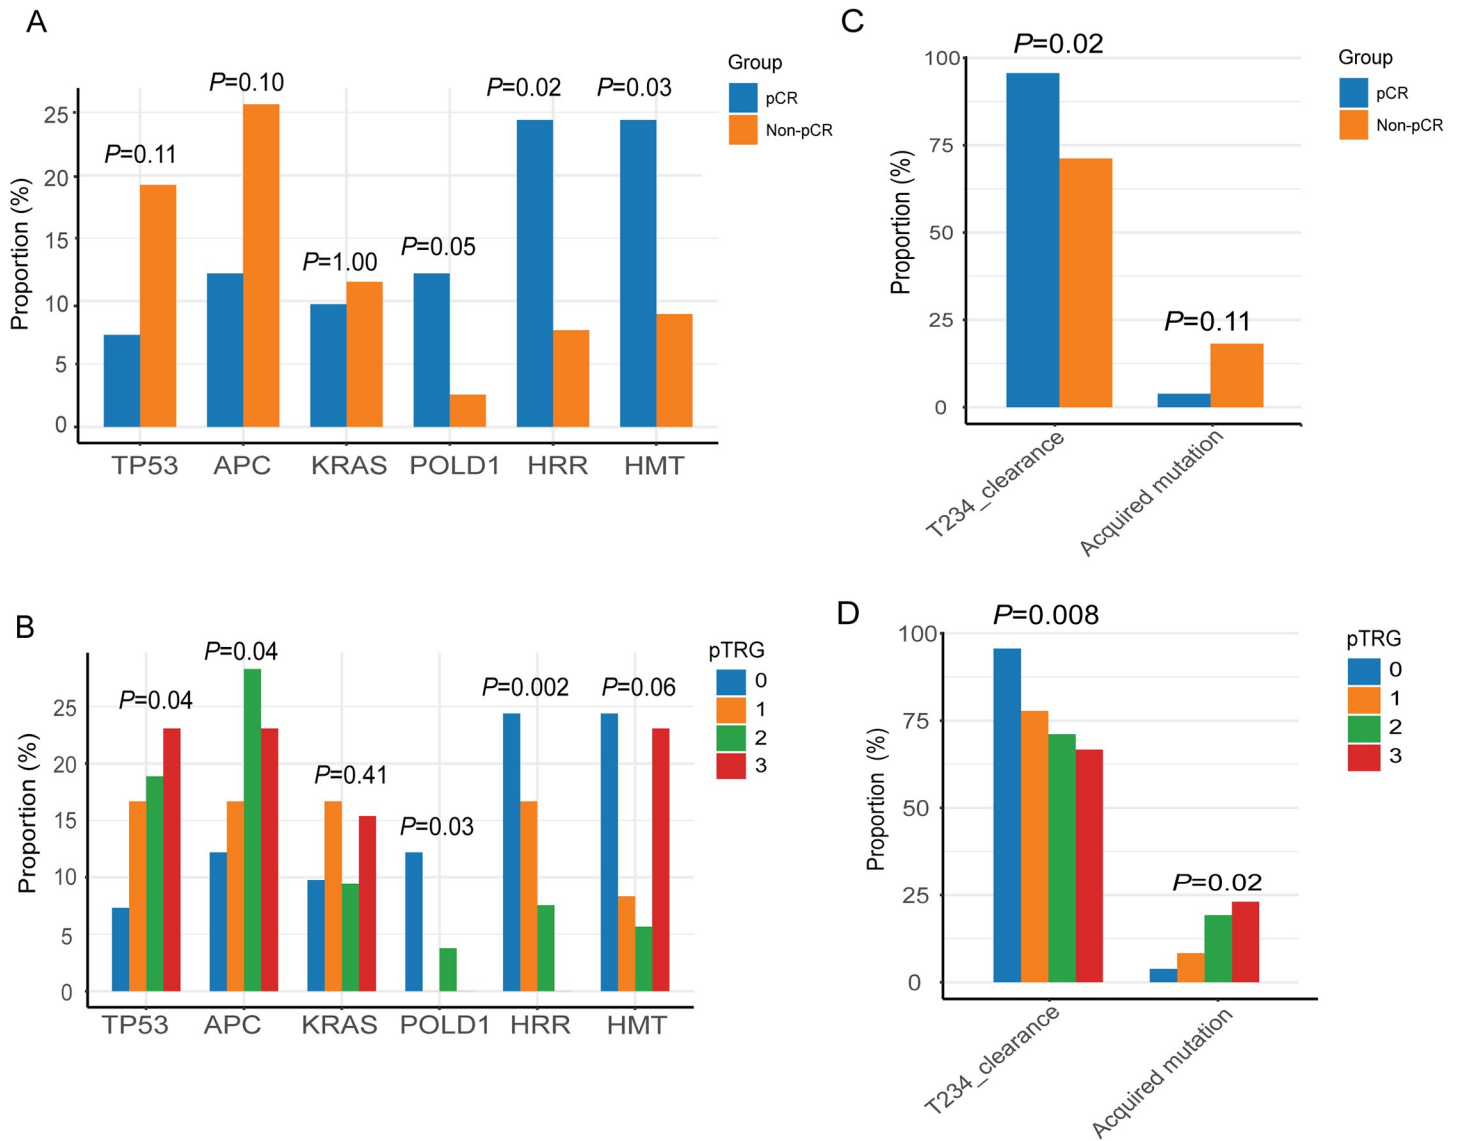 A
P=0.11
P=0.10
P=1.00
P=0.05
P=0.02
P=0.03
Group
pCR
Non-pCR
Proportion (%)
25
20
15
10
5
0
TP53 APC KRAS POLD1 HRR HMT
C
P=0.02
P=0.11
Group
pCR
Non-pCR
Proportion (%)
100
75
50
25
0
T234_clearance
Acquired mutation
B
P=0.04
P=0.04
P=0.41
P=0.03
P=0.002
P=0.06
pTRG
0
1
2
3
Proportion (%)
25
20
15
10
5
0
TP53 APC KRAS POLD1 HRR HMT
D
P=0.008
P=0.02
pTRG
0
1
2
3
Proportion (%)
100
75
50
25
0
T234_clearance
Acquired mutation